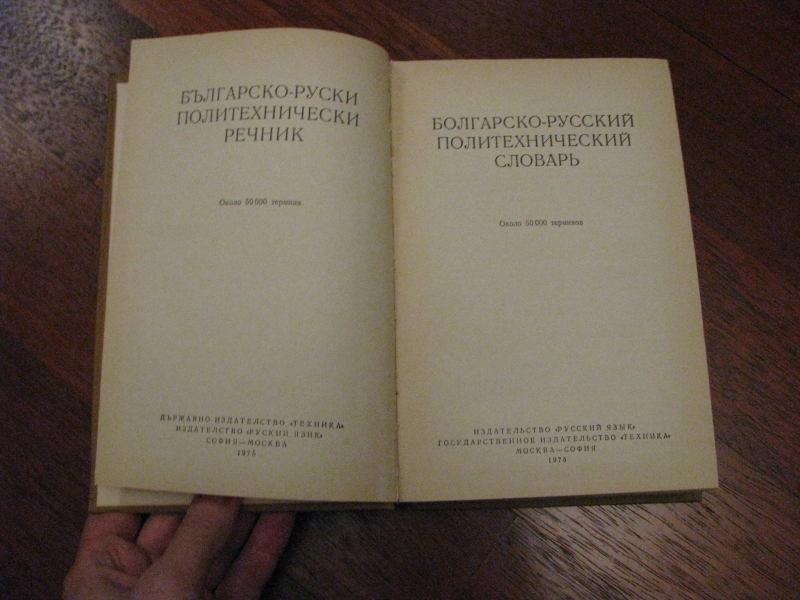 БЪЛГАРСКО-РУСКИ
ПОЛИТЕХНИЧЕСКИ
РЕЧНИК
Около 50 000 термина
ДЪРЖАВНО ИЗДАТЕЛСТВО «ТЕХНИКА»
ИЗДАТЕЛСТВО «РУСКИЙ ЯЗИК»
СОФИЯ—МОСКВА
1975
БОЛГАРСКО-РУССКИЙ
ПОЛИТЕХНИЧЕСКИЙ
СЛОВАРЬ
Около 50 000 терминов
ИЗДАТЕЛЬСТВО «РУССКИЙ ЯЗЫК»
ГОСУДАРСТВЕННОЕ ИЗДАТЕЛЬСТВО «ТЕХНИКА»
МОСКВА—СОФИЯ
1975